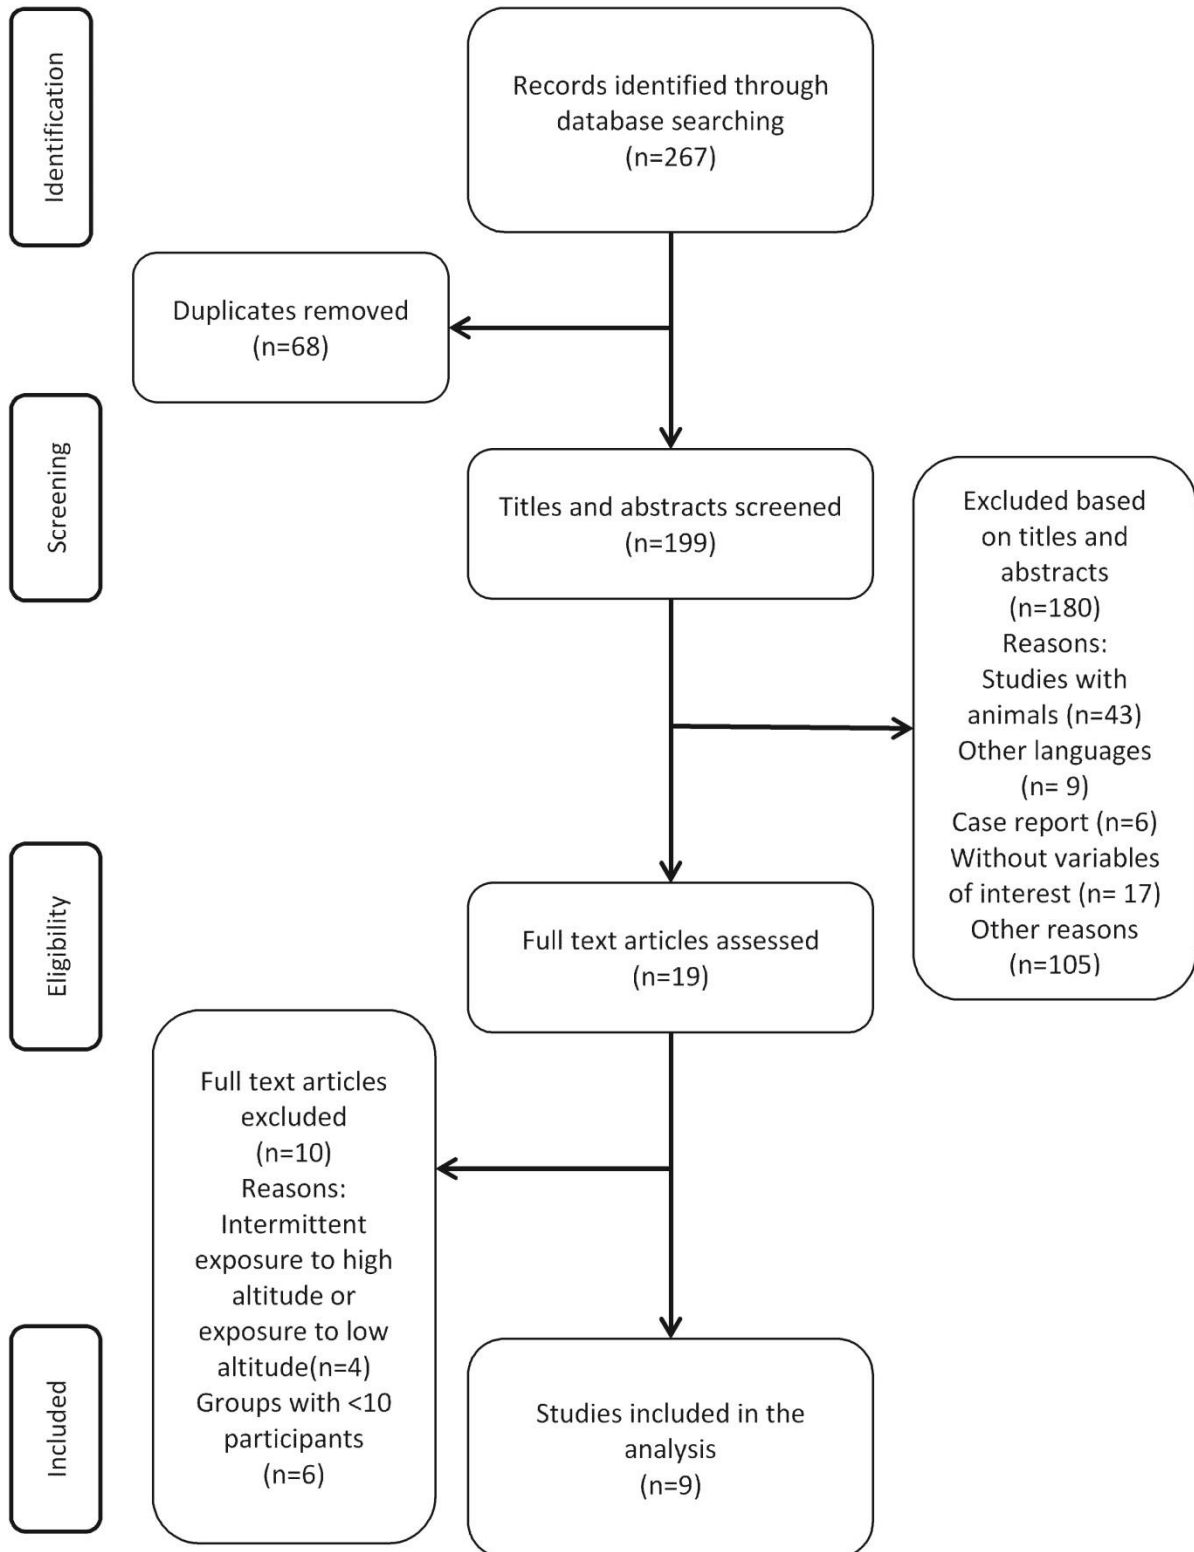 Identification
Records identified through
database searching
(n=267)
Duplicates removed
(n=68)
Screening
Titles and abstracts screened
(n=199)
Excluded based
on titles and
abstracts
(n=180)
Reasons:
Studies with
animals (n=43)
Other languages
(n= 9)
Case report (n=6)
Without variables
of interest (n= 17)
Other reasons
(n=105)
Eligibility
Full text articles assessed
(n=19)
Full text articles
excluded
(n=10)
Reasons:
Intermittent
exposure to high
altitude or
exposure to low
altitude(n=4)
Groups with <10
participants
(n=6)
Included
Studies included in the
analysis
(n=9)